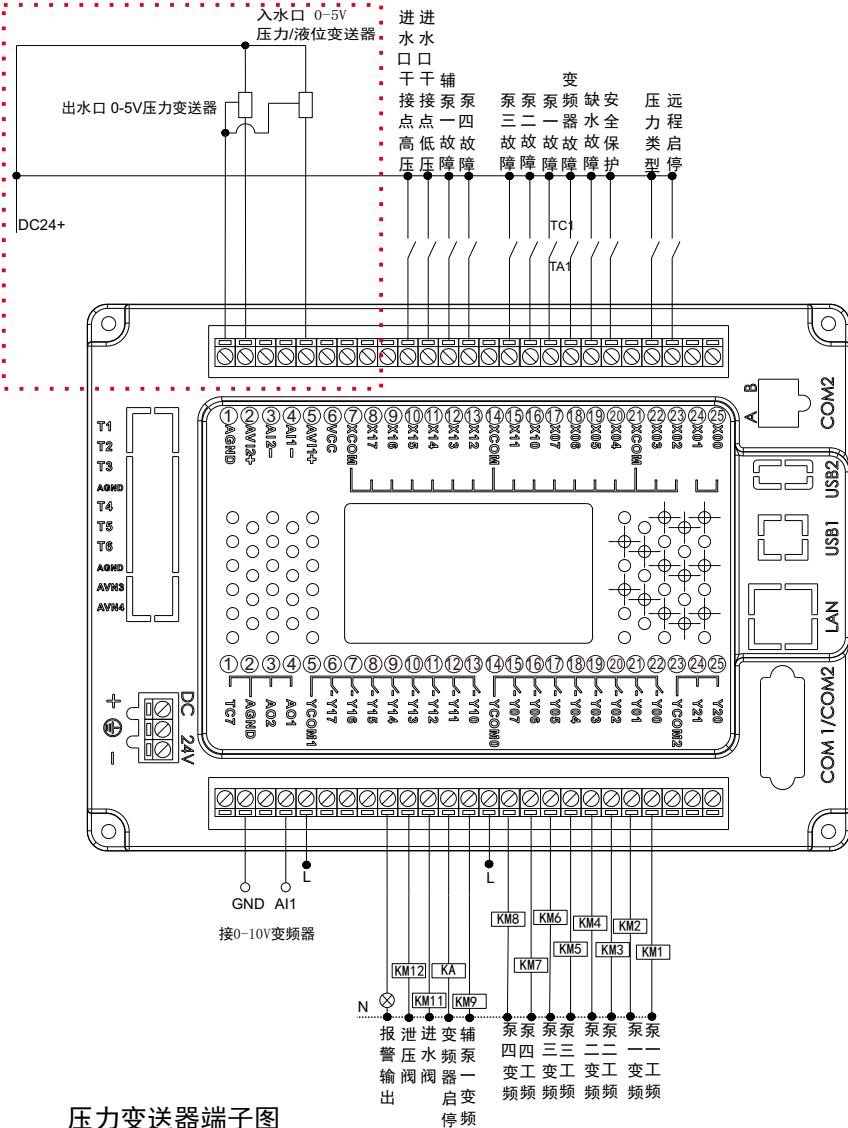 入水口 0-5V
压力/液位变送器
出水口 0-5V压力变送器
DC24+
进水口干接点高压
进水口干接点低压
辅泵一故障
泵四故障
泵三故障
泵二故障
泵一故障
变频器故障
缺水故障
安全保护
压力类型
远程启停
TC1
TA1
T1
T2
T3
AGND
T4
T5
T6
AGND
AVN3
AVN4
① ② ③ ④ ⑤ ⑥ ⑦ ⑧ ⑨ ⑩ ⑪ ⑫ ⑬ ⑭ ⑮ ⑯ ⑰ ⑱ ⑲ ⑳ ㉑ ㉒ ㉓ ㉔ ㉕
AGND
AVI2+
AI2-
AI1-
AVI1+
VCC
XCOM
X17
X16
X15
X14
X13
X12
XCOM
X11
X10
X07
X06
X05
X04
XCOM
X03
X02
X01
X00
A B
COM2
USB2
USB1
LAN
COM 1/COM2
① ② ③ ④ ⑤ ⑥ ⑦ ⑧ ⑨ ⑩ ⑪ ⑫ ⑬ ⑭ ⑮ ⑯ ⑰ ⑱ ⑲ ⑳ ㉑ ㉒ ㉓ ㉔ ㉕
TC7
AGND
AO2
AO1
YCOM1
Y17
Y16
Y15
Y14
Y13
Y12
Y11
Y10
YCOM0
Y07
Y06
Y05
Y04
Y03
Y02
Y01
Y00
YCOM2
Y21
Y20
+
-
DC 24V
GND AI1
L
L
接0-10V变频器
KM8
KM6
KM4
KM2
KM7
KM5
KM3
KM1
KM12
KA
KM11
KM9
N
报警输出
泄压阀
进水阀
变频器启停
辅泵一变频
泵四变频
泵四工频
泵三变频
泵三工频
泵二变频
泵二工频
泵一变频
泵一工频
压力变送器端子图